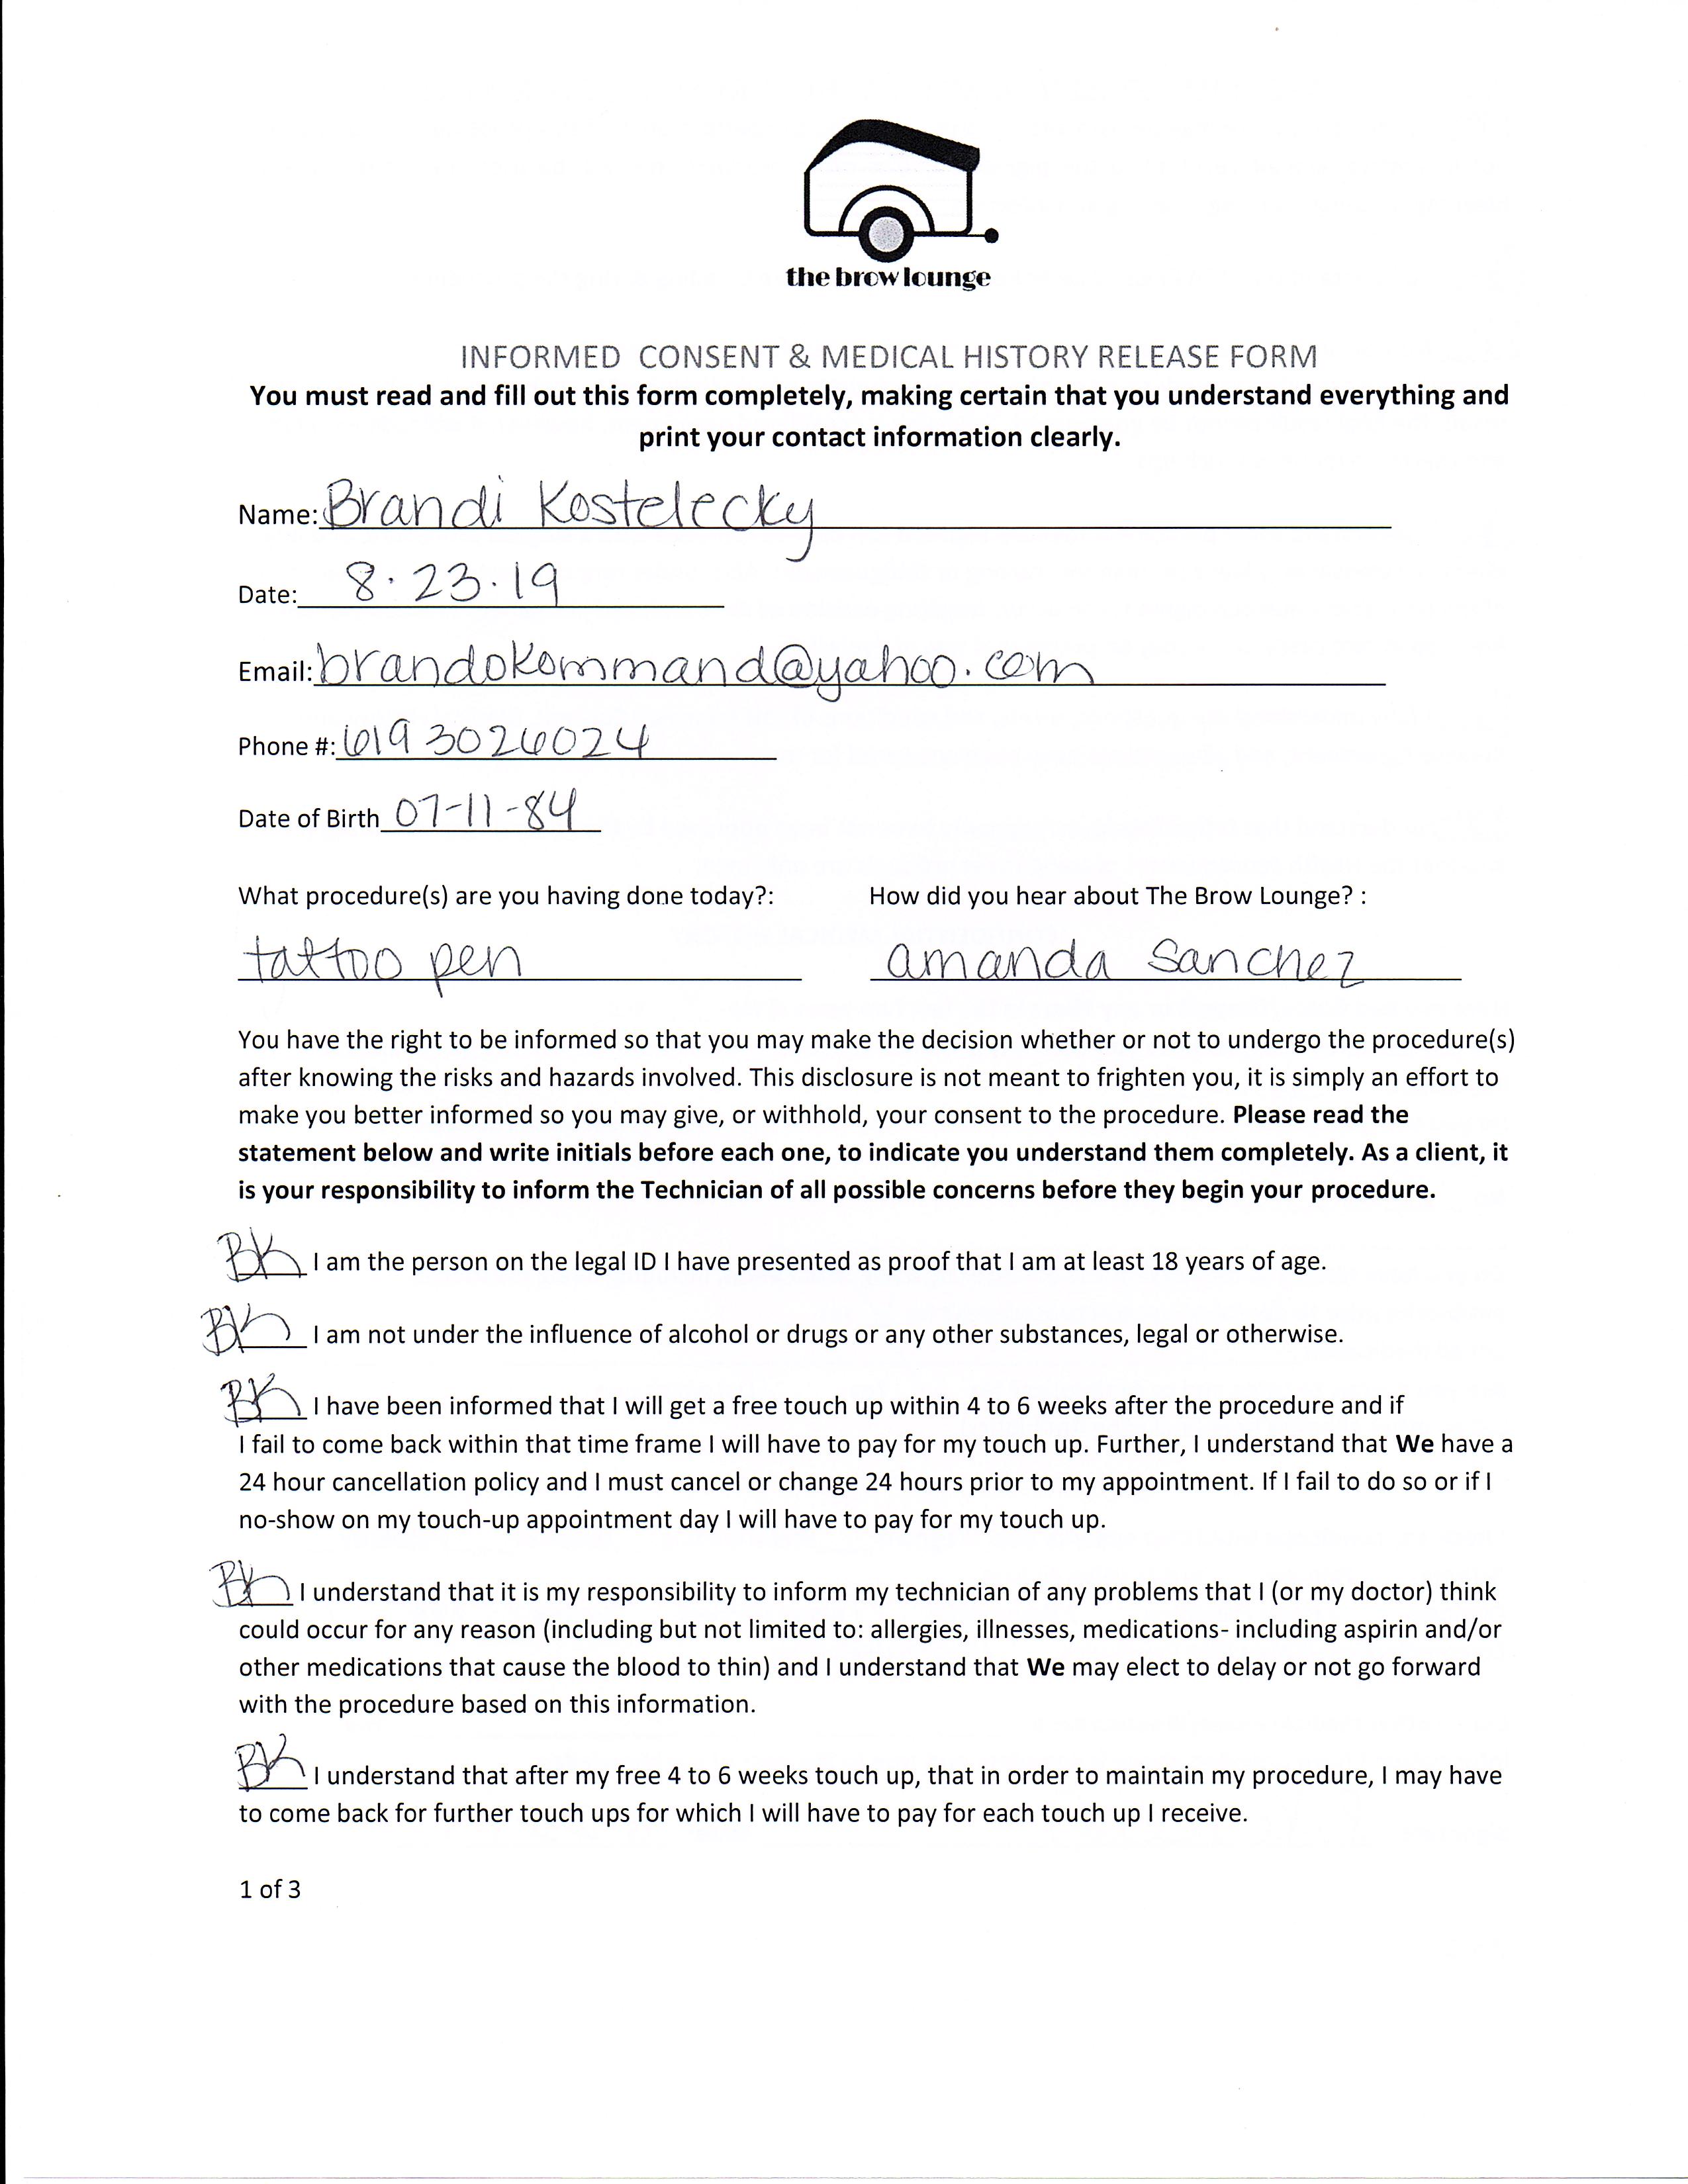 the brow lounge
INFORMED CONSENT & MEDICAL HISTORY RELEASE FORM
You must read and fill out this form completely, making certain that you understand everything and
print your contact information clearly.
Name: Brandi Kostelecky
Date: 8.23.19
Email: brandokommand@yahoo.com
Phone #: 619 3026024
Date of Birth 07-11-84
What procedure(s) are you having done today?: How did you hear about The Brow Lounge? :
tattoo pen amanda sanchez
You have the right to be informed so that you may make the decision whether or not to undergo the procedure(s)
after knowing the risks and hazards involved. This disclosure is not meant to frighten you, it is simply an effort to
make you better informed so you may give, or withhold, your consent to the procedure. Please read the
statement below and write initials before each one, to indicate you understand them completely. As a client, it
is your responsibility to inform the Technician of all possible concerns before they begin your procedure.
BK I am the person on the legal ID I have presented as proof that I am at least 18 years of age.
BK I am not under the influence of alcohol or drugs or any other substances, legal or otherwise.
BK I have been informed that I will get a free touch up within 4 to 6 weeks after the procedure and if
I fail to come back within that time frame I will have to pay for my touch up. Further, I understand that We have a
24 hour cancellation policy and I must cancel or change 24 hours prior to my appointment. If I fail to do so or if I
no-show on my touch-up appointment day I will have to pay for my touch up.
BK I understand that it is my responsibility to inform my technician of any problems that I (or my doctor) think
could occur for any reason (including but not limited to: allergies, illnesses, medications- including aspirin and/or
other medications that cause the blood to thin) and I understand that We may elect to delay or not go forward
with the procedure based on this information.
BK I understand that after my free 4 to 6 weeks touch up, that in order to maintain my procedure, I may have
to come back for further touch ups for which I will have to pay for each touch up I receive.
1 of 3